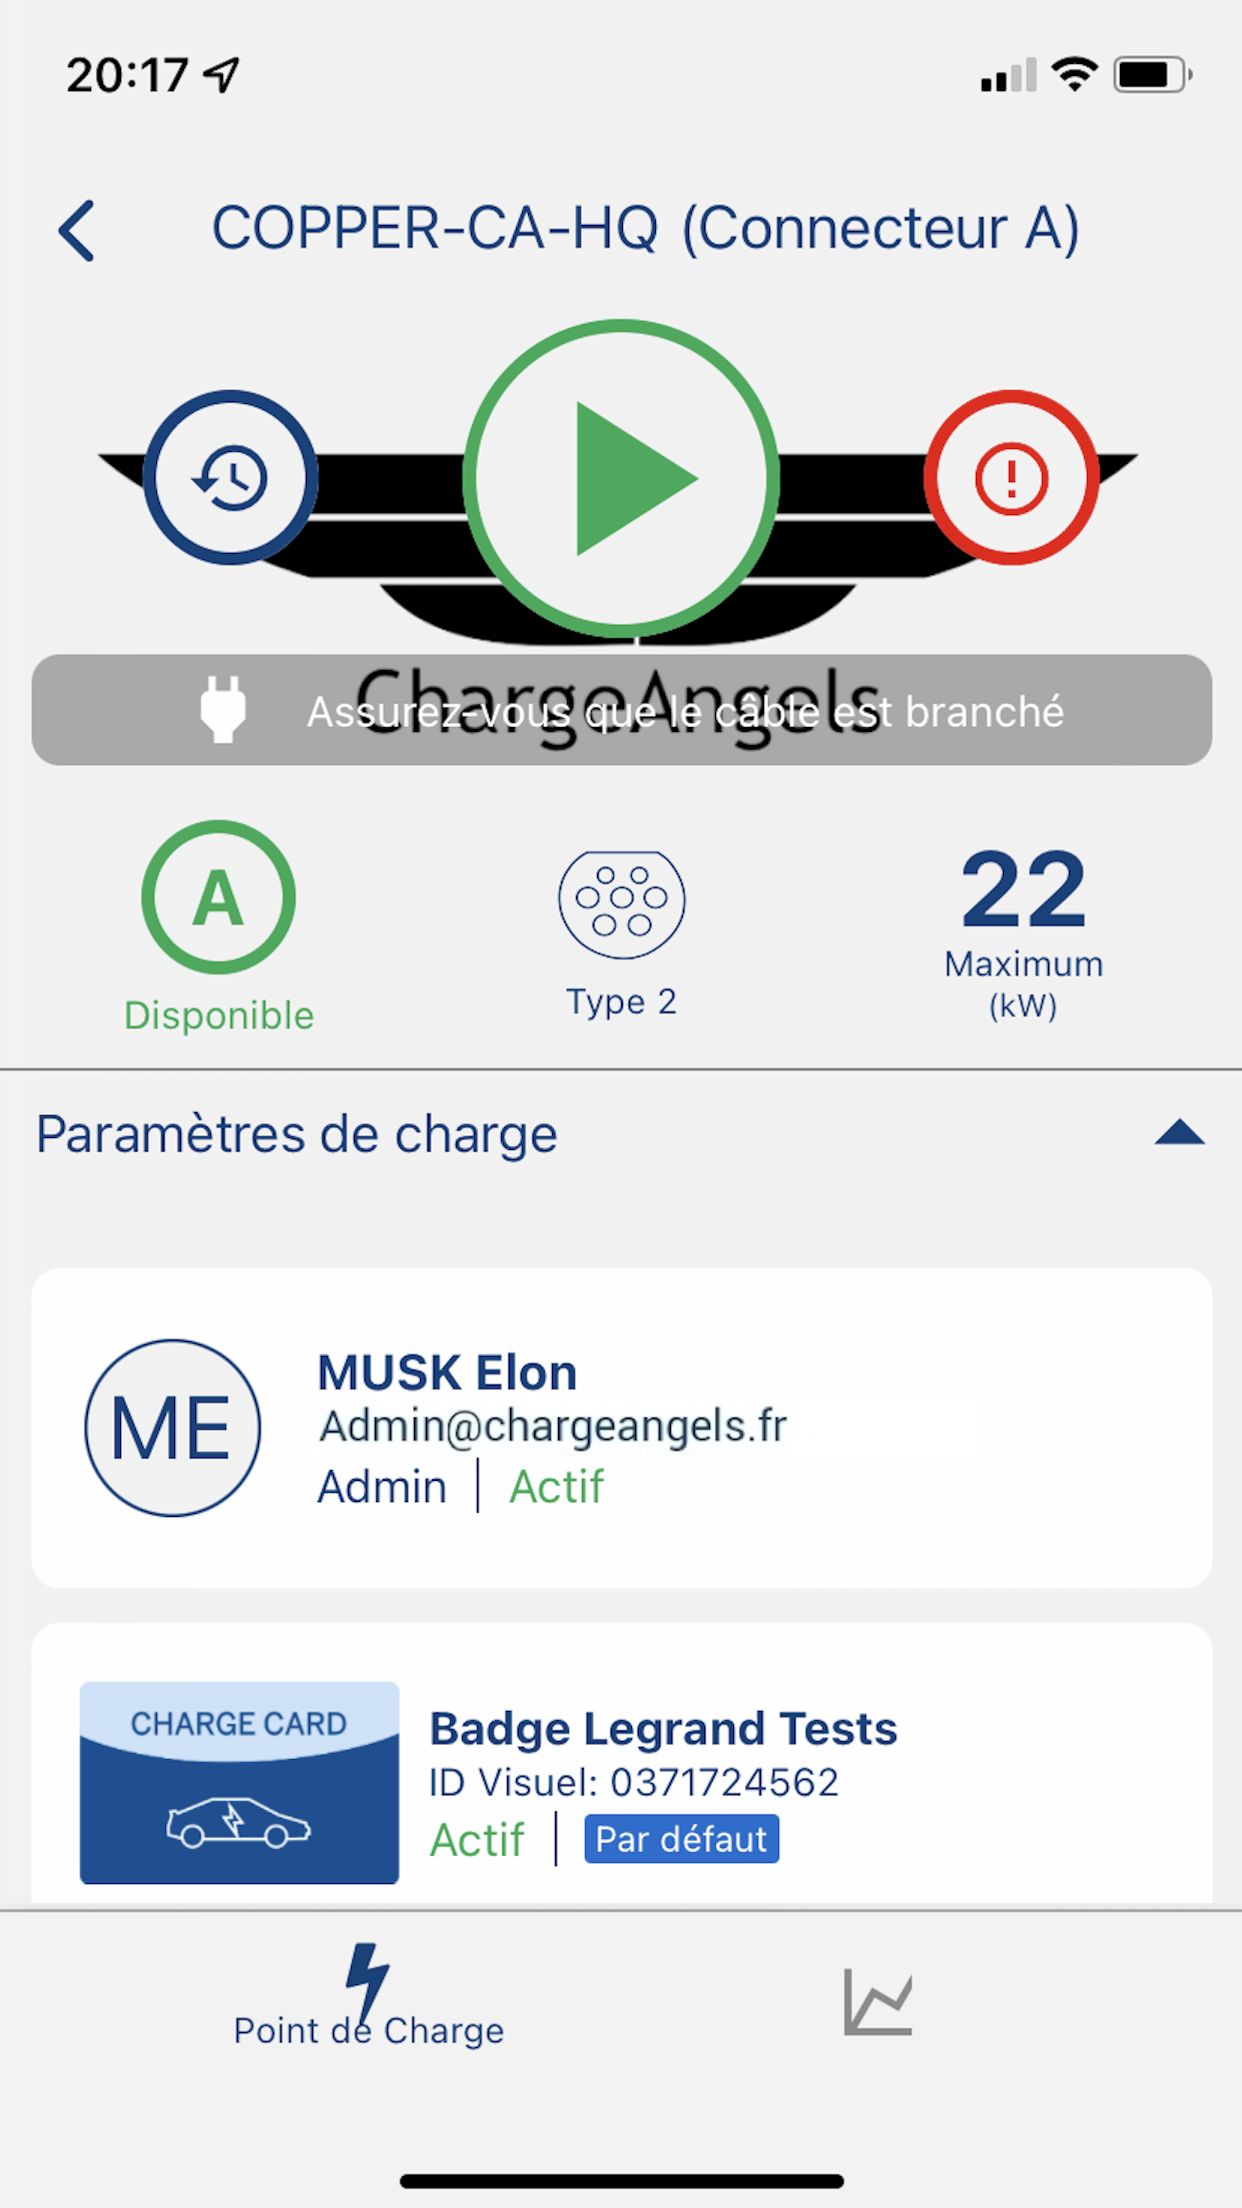 20:17
COPPER-CA-HQ (Connecteur A)
ChargeAngels
Assurez-vous que le câble est branché
A
Disponible
Type 2
22
Maximum
(kW)
Paramètres de charge
ME
MUSK Elon
Admin@chargeangels.fr
Admin | Actif
CHARGE CARD
Badge Legrand Tests
ID Visuel: 0371724562
Actif | Par défaut
Point de Charge